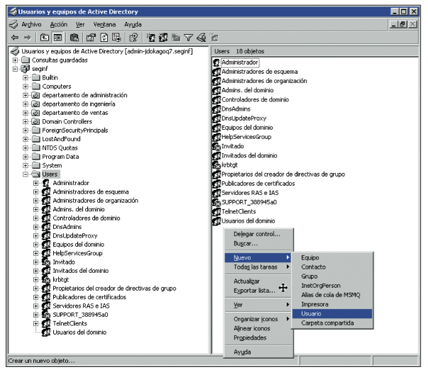 Usuarios y equipos de Active Directory
Archivo Acción Ver Ventana Ayuda
Usuarios y equipos de Active Directory [admin-jdokagoq7.seginf]
Consultas guardadas
seginf
Builtin
Computers
departamento de administración
departamento de ingeniería
departamento de ventas
Domain Controllers
ForeignSecurityPrincipals
LostAndFound
NTDS Quotas
Program Data
System
Users
Administrador
Administradores de esquema
Administradores de organización
Admins. del dominio
Controladores de dominio
DnsAdmins
DnsUpdateProxy
Equipos del dominio
HelpServicesGroup
Invitado
Invitados del dominio
krbtgt
Propietarios del creador de directivas de grupo
Publicadores de certificados
Servidores RAS e IAS
SUPPORT_388945a0
TelnetClients
Usuarios del dominio
Users 18 objetos
Administrador
Administradores de esquema
Administradores de organización
Admins. del dominio
Controladores de dominio
DnsAdmins
DnsUpdateProxy
Equipos del dominio
HelpServicesGroup
Invitado
Invitados del dominio
krbtgt
Propietarios del creador de directivas de grupo
Publicadores de certificados
Servidores RAS e IAS
SUPPORT_388945a0
TelnetClients
Usuarios del dominio
Delegar control...
Buscar...
Nuevo
Todas las tareas
Actualizar
Exportar lista...
Ver
Organizar iconos
Alinear iconos
Propiedades
Ayuda
Equipo
Contacto
Grupo
InetOrgPerson
Alias de cola de MSMQ
Impresora
Usuario
Carpeta compartida
Crear un nuevo objeto...